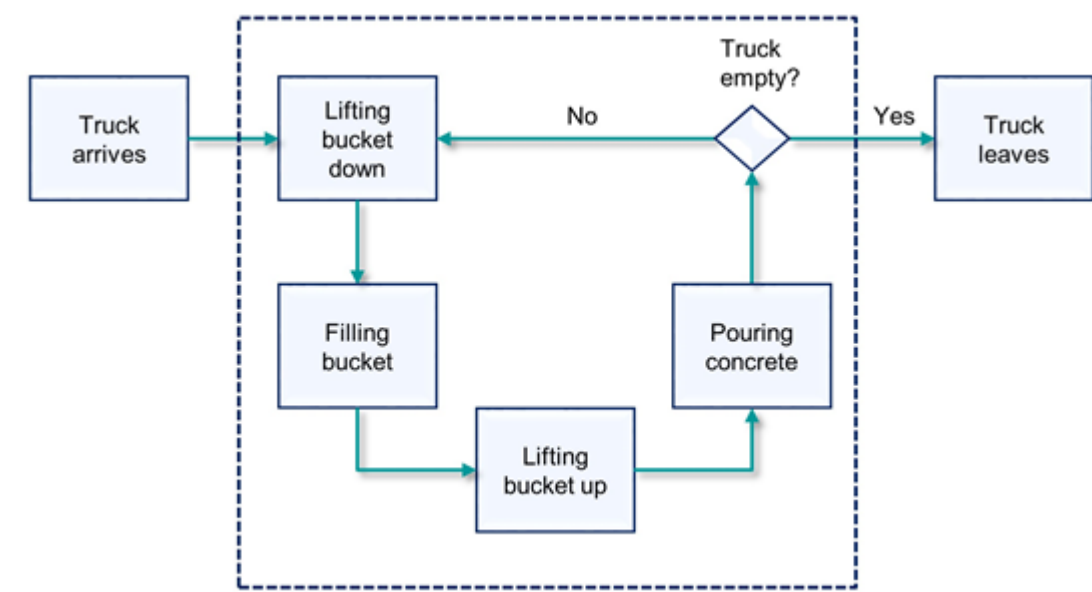 Truck
arrives
Lifting
bucket
down
No
Truck
empty?
Yes
Truck
leaves
Filling
bucket
Pouring
concrete
Lifting
bucket up